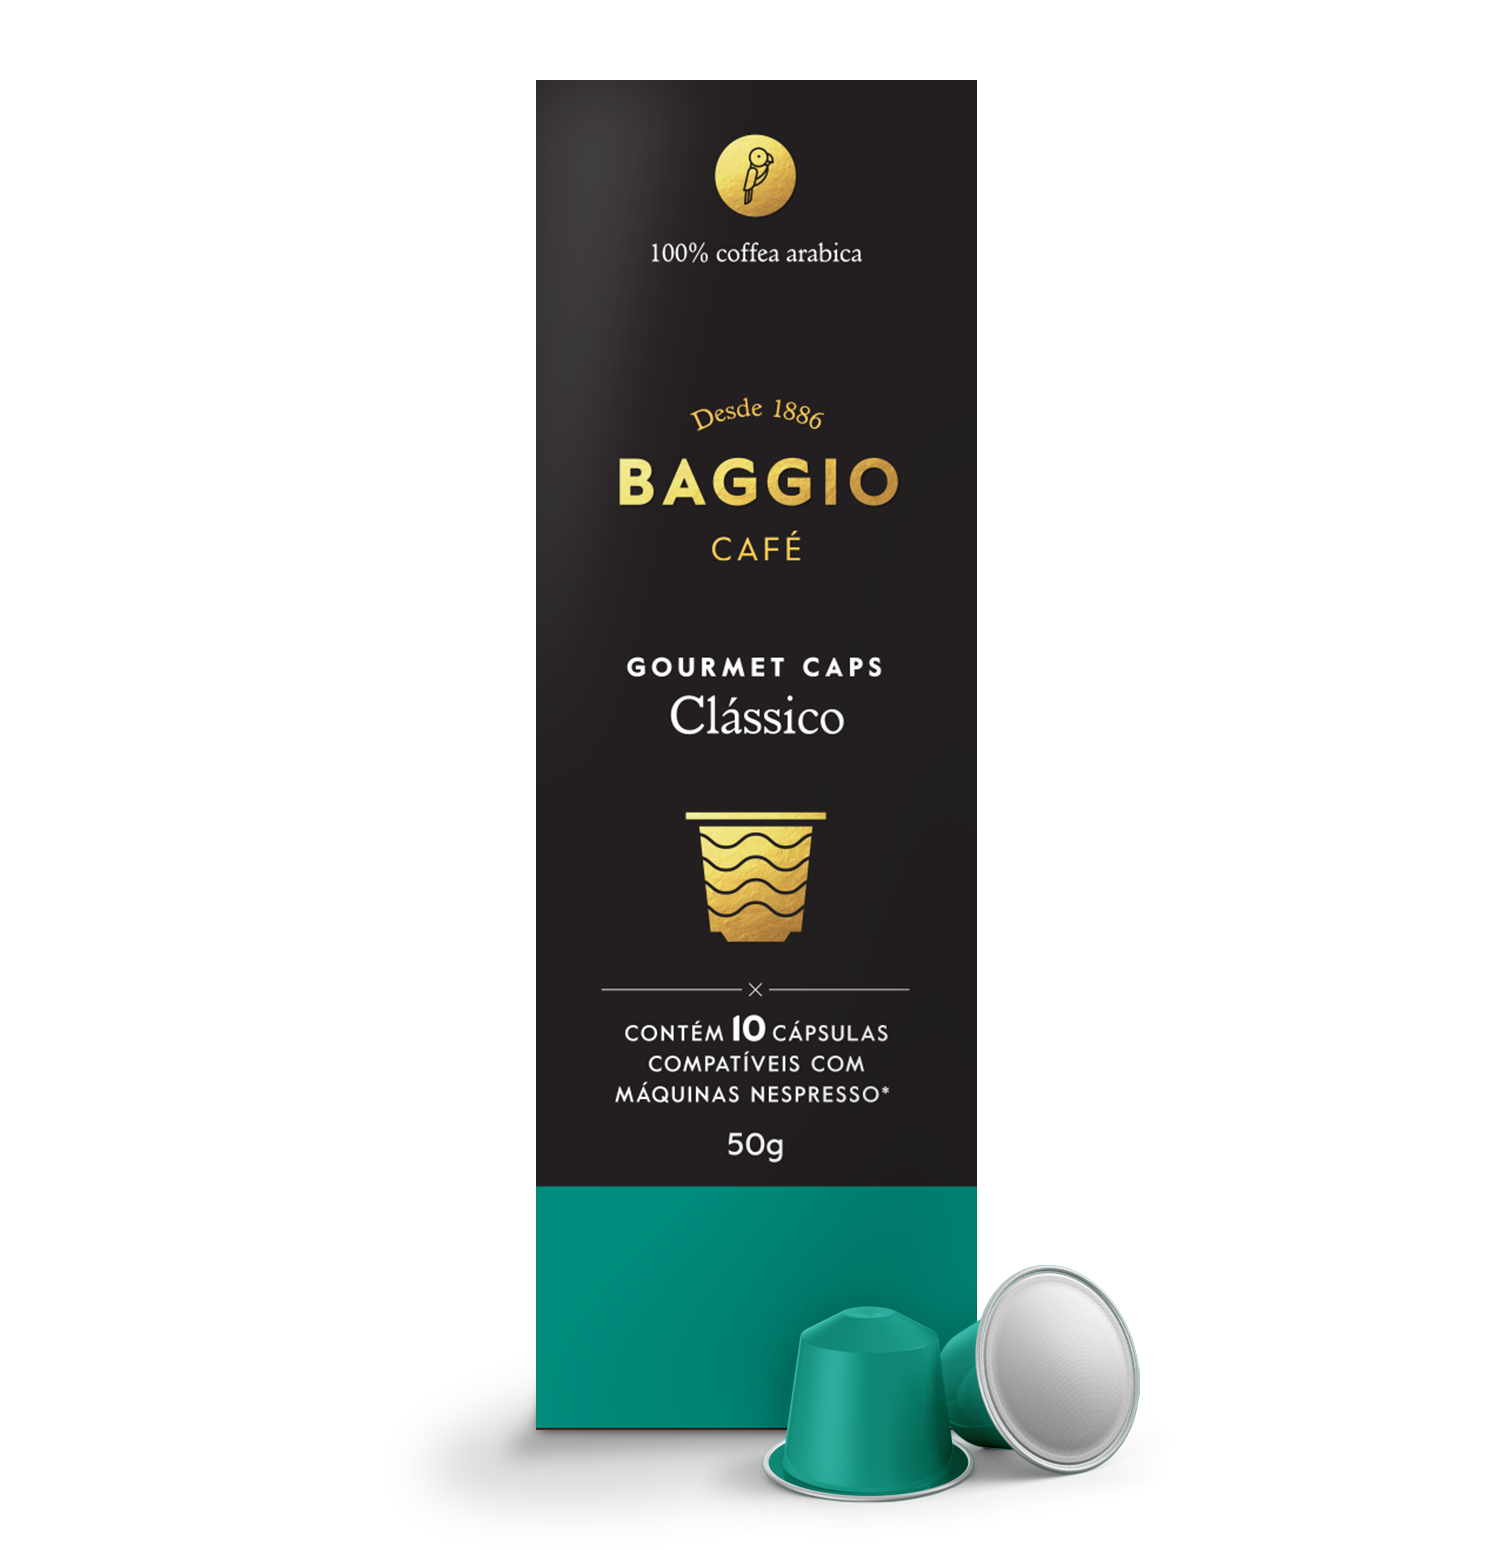 100% coffea arabica
Desde 1886
BAGGIO
CAFÉ
GOURMET CAPS
Clássico
CONTÉM 10 CÁPSULAS
COMPATÍVEIS COM
MÁQUINAS NESPRESSO*
50g